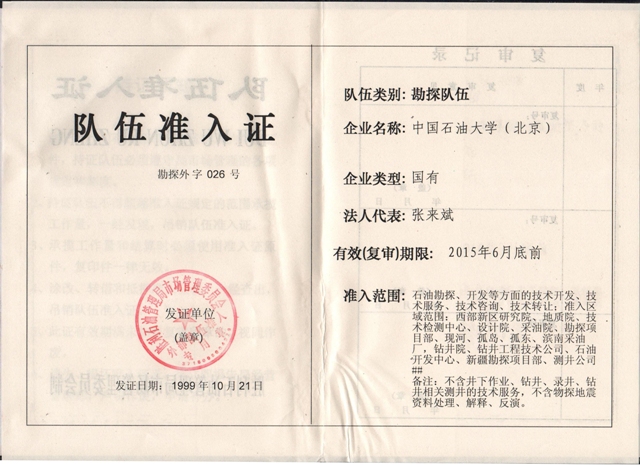 队伍准入证
勘探外字 026 号
发证单位
(盖章)
发证日期: 1999 年 10 月 21 日
队伍类别: 勘探队伍
企业名称: 中国石油大学（北京）
企业类型: 国有
法人代表: 张来斌
有效(复审)期限: 2015年6月底前
准入范围: 石油勘探、开发等方面的技术开发、技
术服务、技术咨询、技术转让；准入区
域范围：西部新区研究院、地质院、技
术检测中心、设计院、采油院、勘探项
目部、现河、孤岛、孤东、滨南采油
厂，钻井院、钻井工程技术公司、石油
开发中心、新疆勘探项目部、测井公司
##
备注：不含井下作业、钻井、录井、钻
井相关测井的技术服务，不含物探地震
资料处理、解释、反演。